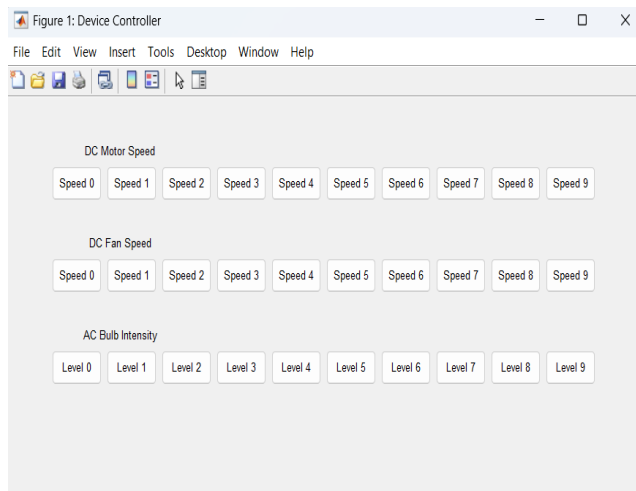 Figure 1: Device Controller
File Edit View Insert Tools Desktop Window Help
DC Motor Speed
Speed 0 Speed 1 Speed 2 Speed 3 Speed 4 Speed 5 Speed 6 Speed 7 Speed 8 Speed 9
DC Fan Speed
Speed 0 Speed 1 Speed 2 Speed 3 Speed 4 Speed 5 Speed 6 Speed 7 Speed 8 Speed 9
AC Bulb Intensity
Level 0 Level 1 Level 2 Level 3 Level 4 Level 5 Level 6 Level 7 Level 8 Level 9